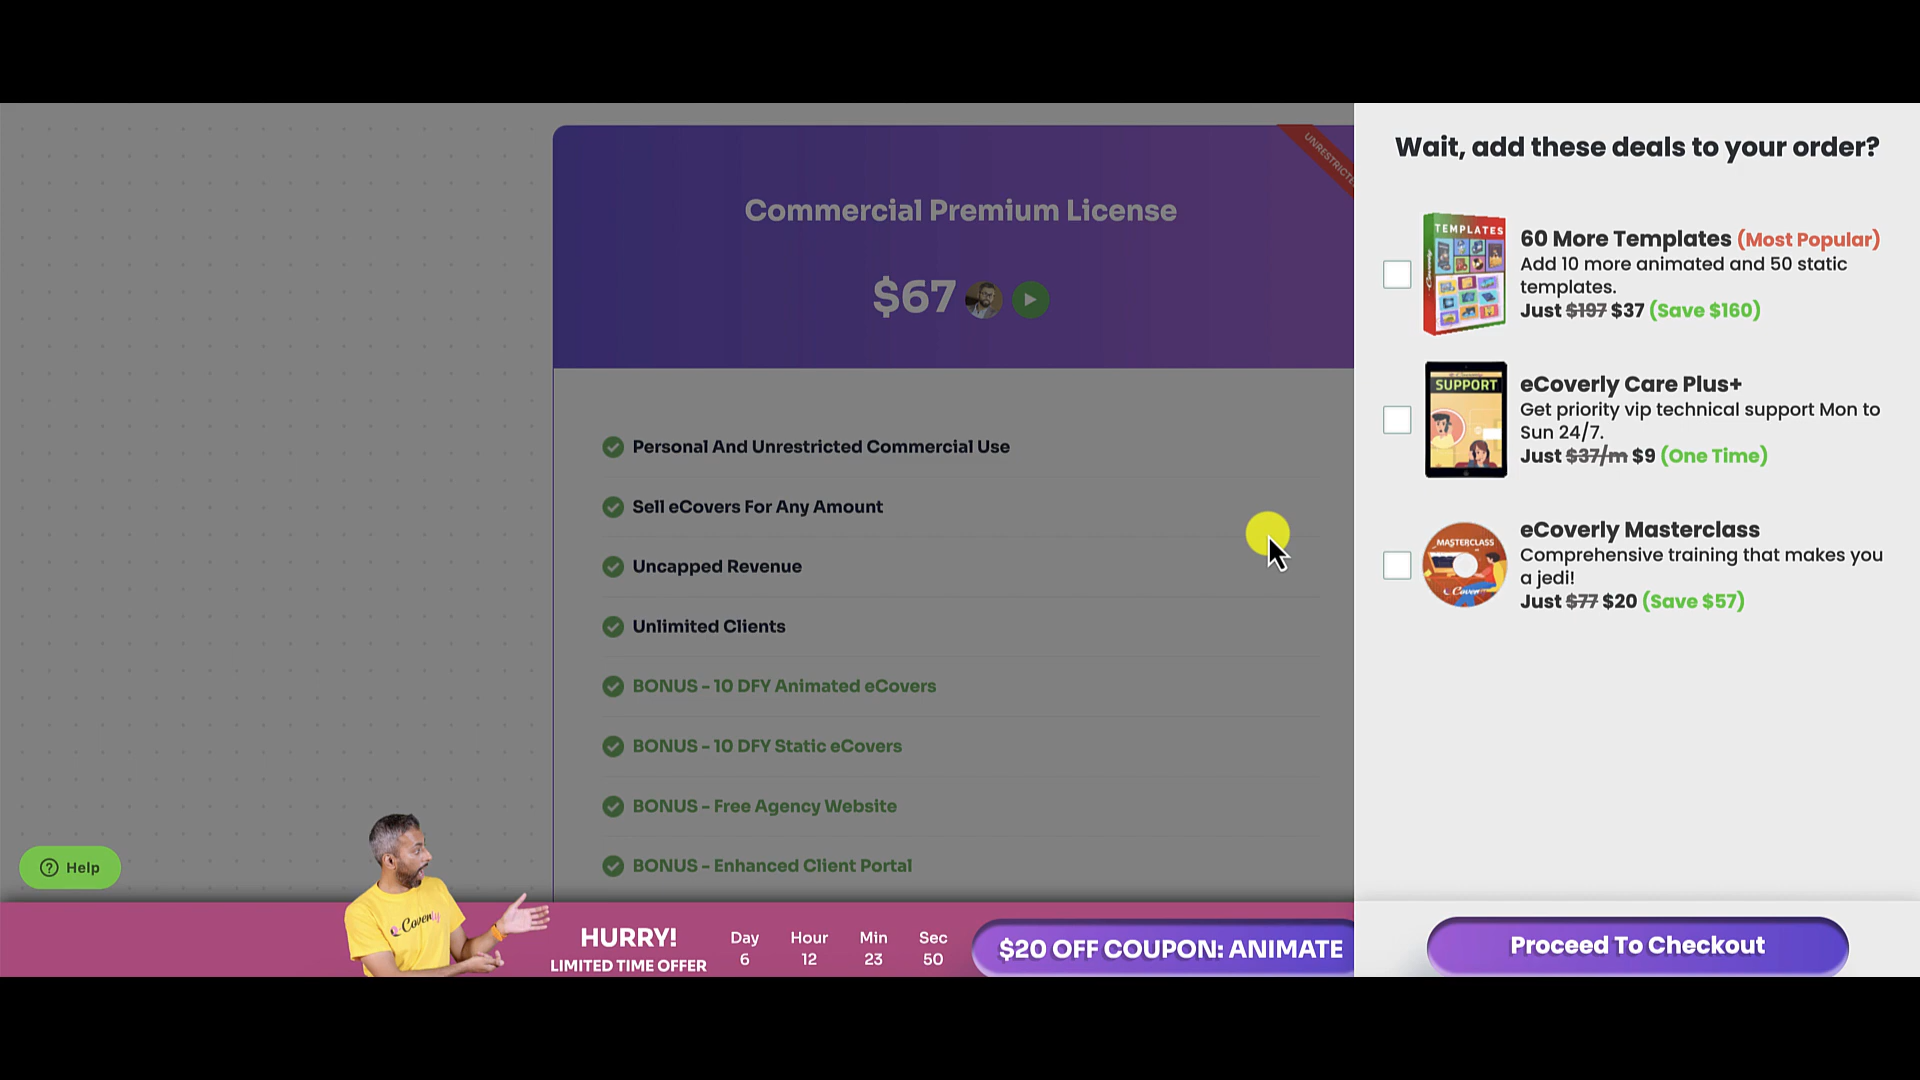 Commercial Premium License
$67
Personal And Unrestricted Commercial Use
Sell eCovers For Any Amount
Uncapped Revenue
Unlimited Clients
BONUS - 10 DFY Animated eCovers
BONUS - 10 DFY Static eCovers
BONUS - Free Agency Website
BONUS - Enhanced Client Portal
Help
Coverly
HURRY!
LIMITED TIME OFFER
Day Hour Min Sec
6 12 23 50
$20 OFF COUPON: ANIMATE
Wait, add these deals to your order?
TEMPLATES
60 More Templates (Most Popular)
Add 10 more animated and 50 static
templates.
Just $197 $37 (Save $160)
SUPPORT
eCoverly Care Plus+
Get priority vip technical support Mon to
Sun 24/7.
Just $37/m $9 (One Time)
MASTERCLASS
eCoverly Masterclass
Comprehensive training that makes you
a jedi!
Just $77 $20 (Save $57)
Proceed To Checkout